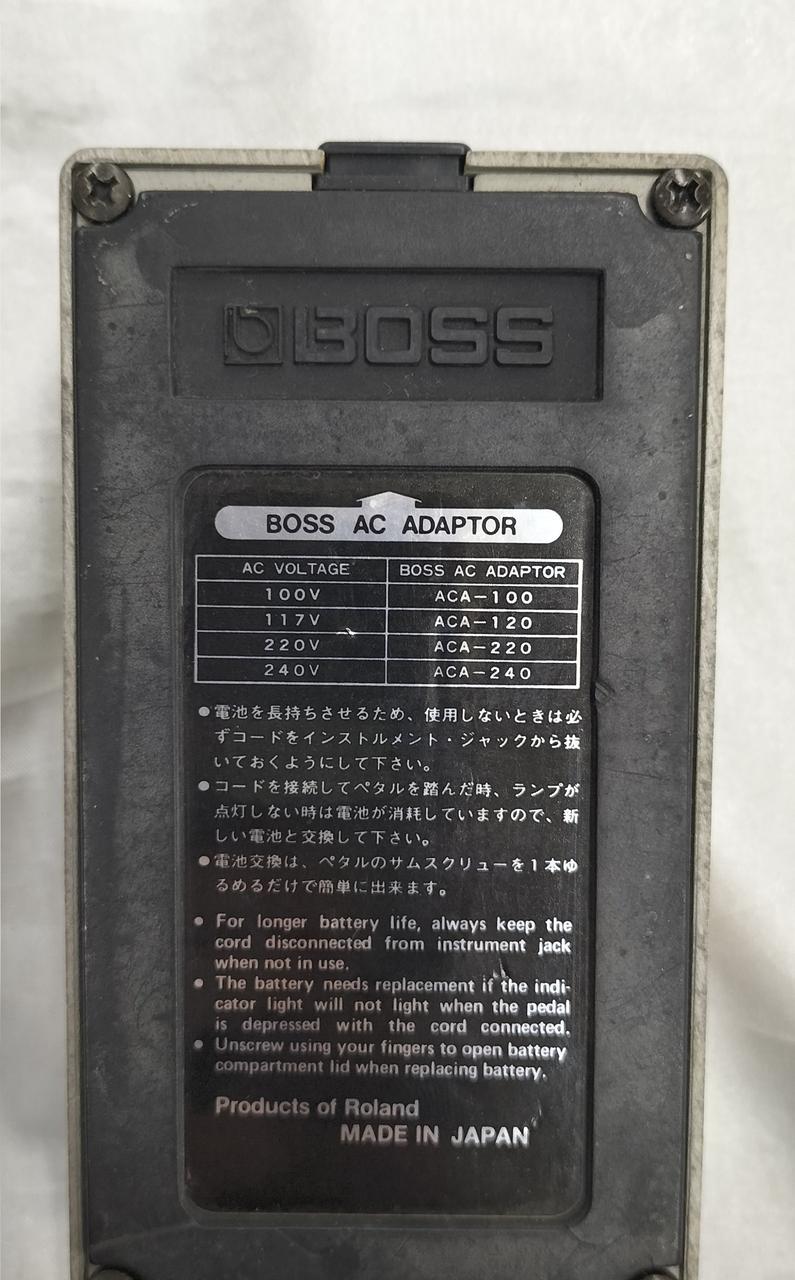 BOSS
BOSS AC ADAPTOR
AC VOLTAGE BOSS AC ADAPTOR
100V ACA-100
117V ACA-120
220V ACA-220
240V ACA-240
●電池を長持ちさせるため、使用しないときは必
ずコードをインストルメント・ジャックから抜
いておくようにして下さい。
●コードを接続してペタルを踏んだ時、ランプが
点灯しない時は電池が消耗していますので、新
しい電池と交換して下さい。
●電池交換は、ペタルのサムスクリューを1本ゆ
るめるだけで簡単に出来ます。
● For longer battery life, always keep the
cord disconnected from instrument jack
when not in use.
● The battery needs replacement if the indi-
cator light will not light when the pedal
is depressed with the cord connected.
● Unscrew using your fingers to open battery
compartment lid when replacing battery.
Products of Roland
MADE IN JAPAN